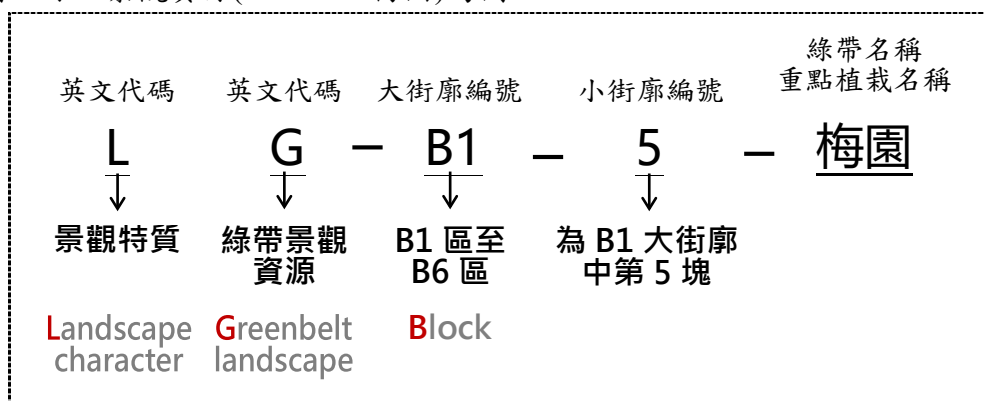 綠帶名稱
英文代碼 英文代碼 大街廓編號 小街廓編號 重點植栽名稱
L G – B1 – 5 – 梅園
景觀特質 綠帶景觀 B1 區至 為 B1 大街廓
資源 B6 區 中第 5 塊
Landscape Greenbelt Block
character landscape